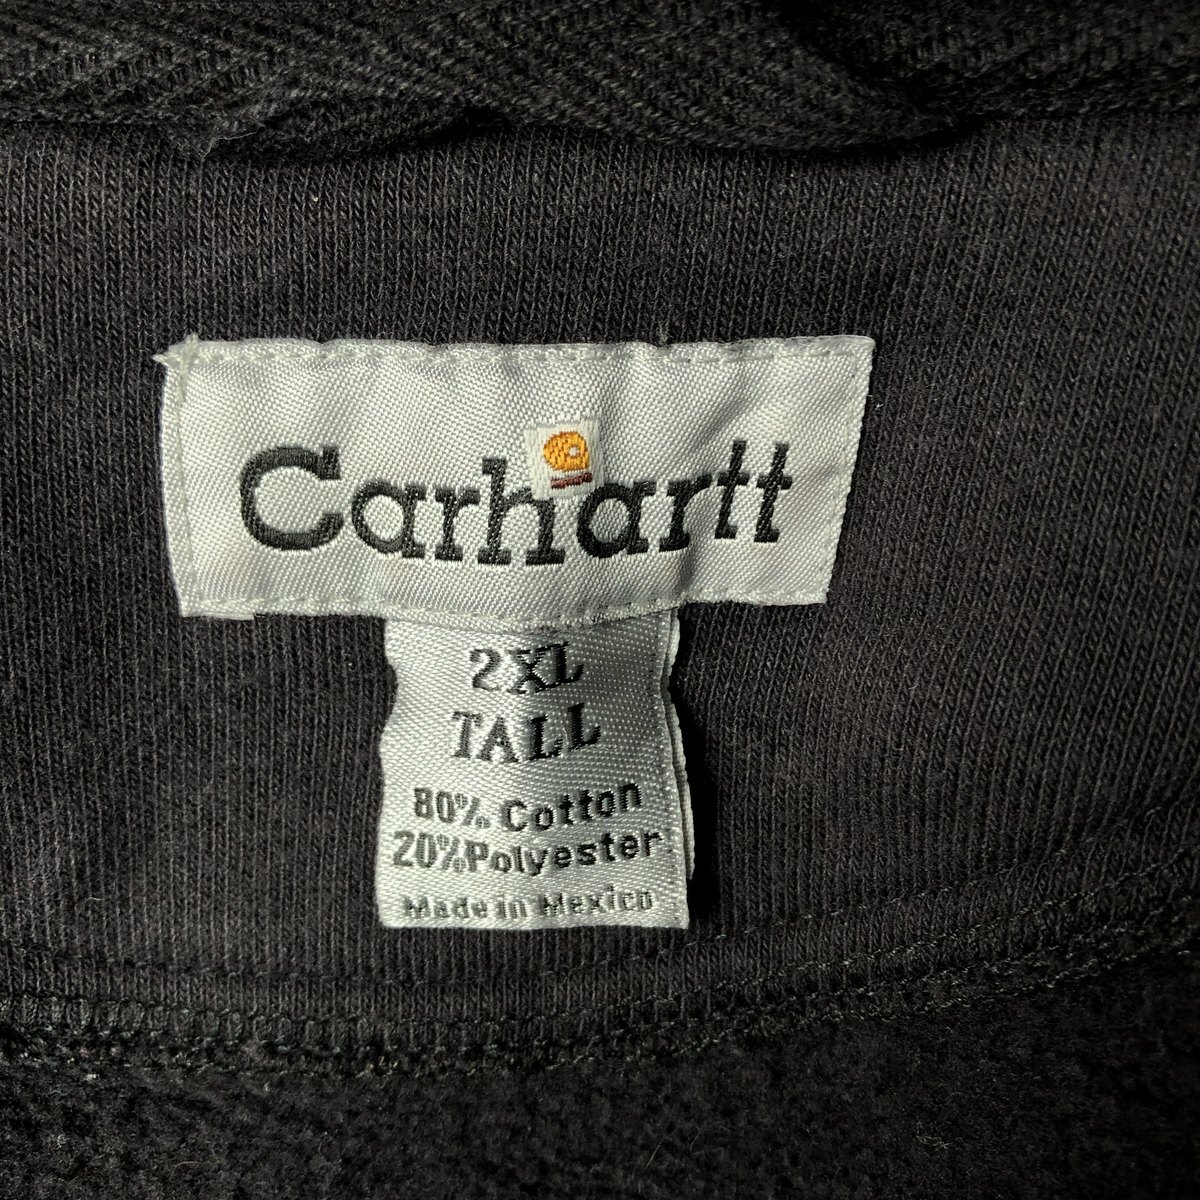 Carhartt
2XL
TALL
80% Cotton
20% Polyester
Made in Mexico